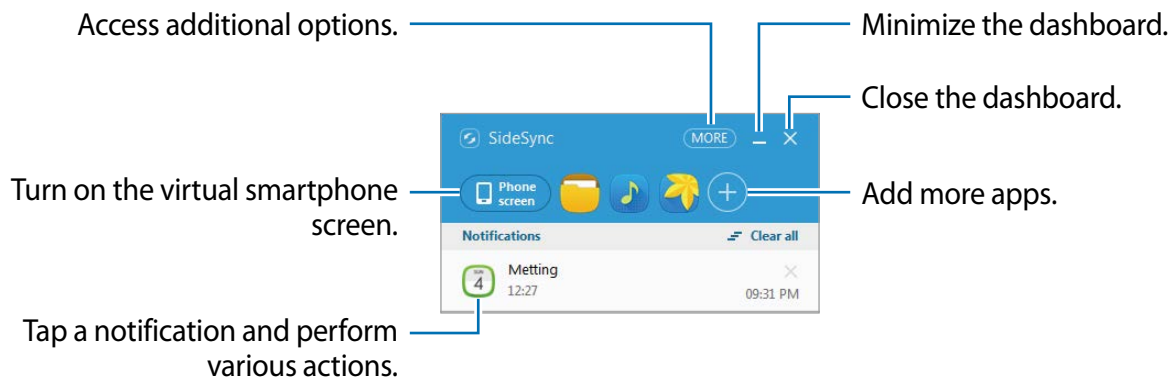 Access additional options.
Minimize the dashboard.
Close the dashboard.
SideSync
MORE
Turn on the virtual smartphone
screen.
Phone
screen
Add more apps.
Notifications
Clear all
SUN
4
Metting
12:27
09:31 PM
Tap a notification and perform
various actions.